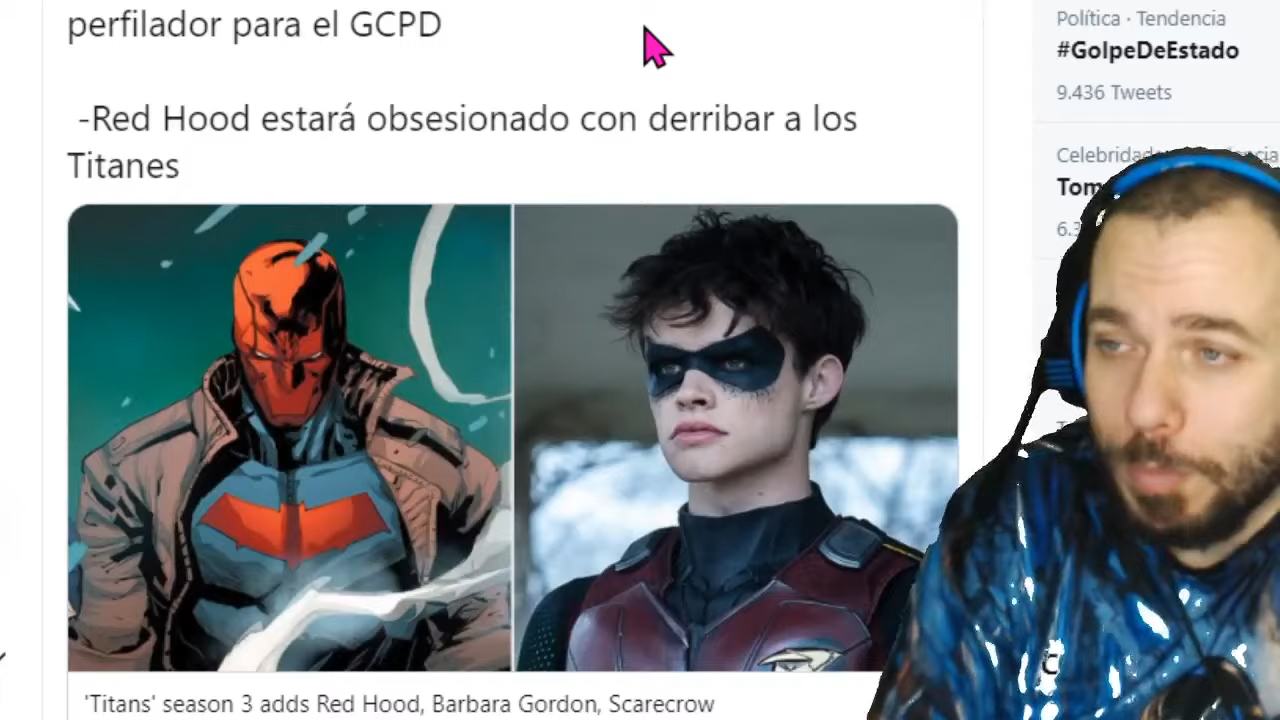 perfilador para el GCPD
-Red Hood estará obsesionado con derribar a los
Titanes
'Titans' season 3 adds Red Hood, Barbara Gordon, Scarecrow
Política · Tendencia
#GolpeDeEstado
9.436 Tweets